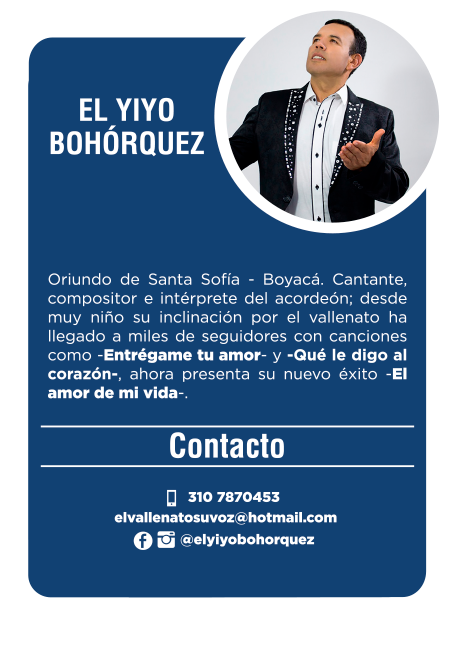 EL YIYO
BOHÓRQUEZ
Oriundo de Santa Sofía - Boyacá. Cantante,
compositor e intérprete del acordeón; desde
muy niño su inclinación por el vallenato ha
llegado a miles de seguidores con canciones
como -Entrégame tu amor- y -Qué le digo al
corazón-, ahora presenta su nuevo éxito -El
amor de mi vida-.
Contacto
310 7870453
elvallenatosuvoz@hotmail.com
@elyiyobohorquez